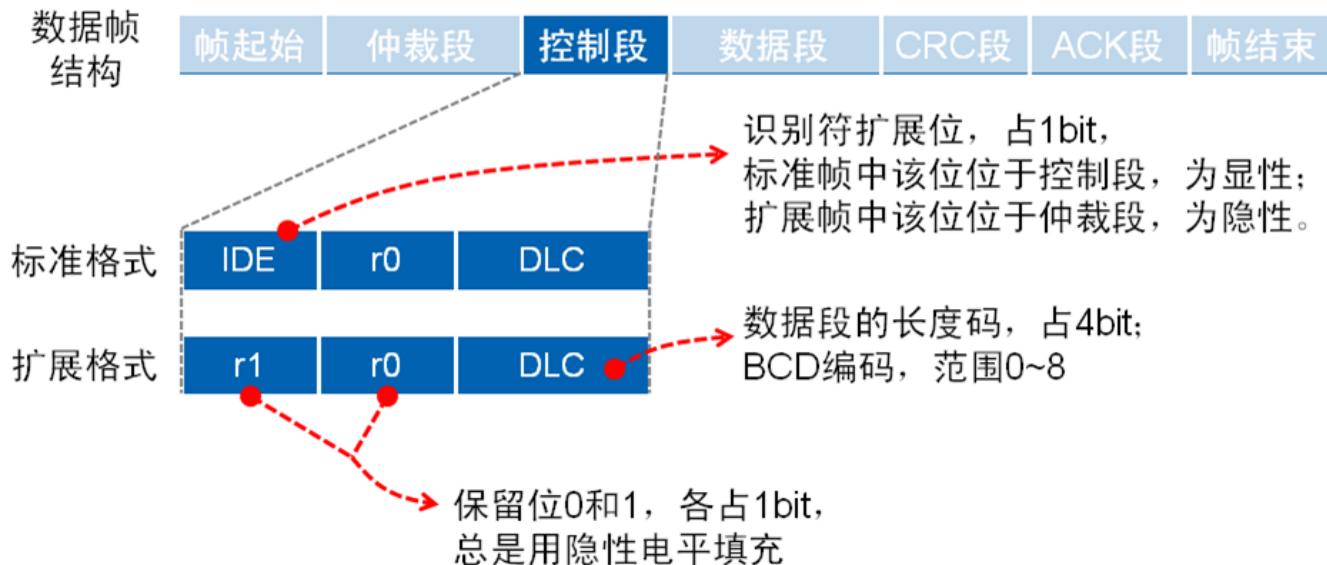 数据帧
结构
帧起始 仲裁段 控制段 数据段 CRC段 ACK段 帧结束
识别符扩展位，占1bit，
标准帧中该位位于控制段，为显性；
扩展帧中该位位于仲裁段，为隐性。
标准格式 IDE r0 DLC
数据段的长度码，占4bit；
BCD编码，范围0~8
扩展格式 r1 r0 DLC
保留位0和1，各占1bit，
总是用隐性电平填充